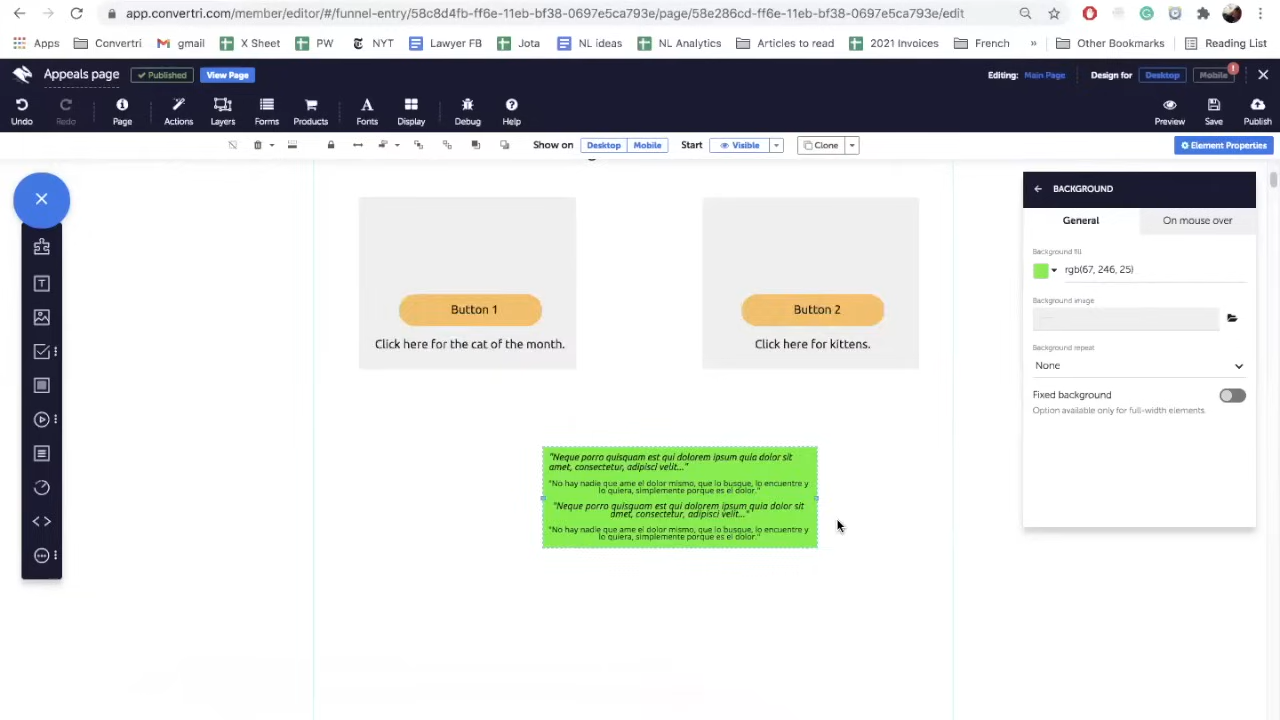 app.convertri.com/member/editor/#/funnel-entry/58c8d4fb-ff6e-11eb-bf38-0697e5ca793e/page/58e286cd-ff6e-11eb-bf38-0697e5ca793e/edit
Apps Convertri gmail X Sheet PW NYT Lawyer FB Jota NL ideas NL Analytics Articles to read 2021 Invoices French » Other Bookmarks Reading List
Appeals page Published View Page Editing: Main Page Design for Desktop Mobile !
Undo Redo Page Actions Layers Forms Products Fonts Display Debug Help Preview Save Publish
Show on Desktop Mobile Start Visible Clone Element Properties
BACKGROUND
General On mouse over
Background fill
rgb(67, 246, 25)
Background image
Background repeat
None
Fixed background
Option available only for full-width elements.
Button 1
Click here for the cat of the month.
Button 2
Click here for kittens.
"Neque porro quisquam est qui dolorem ipsum quia dolor sit
amet, consectetur, adipisci velit..."
"No hay nadie que ame el dolor mismo, que lo busque, lo encuentre y
lo quiera, simplemente porque es el dolor."
"Neque porro quisquam est qui dolorem ipsum quia dolor sit
amet, consectetur, adipisci velit..."
"No hay nadie que ame el dolor mismo, que lo busque, lo encuentre y
lo quiera, simplemente porque es el dolor."